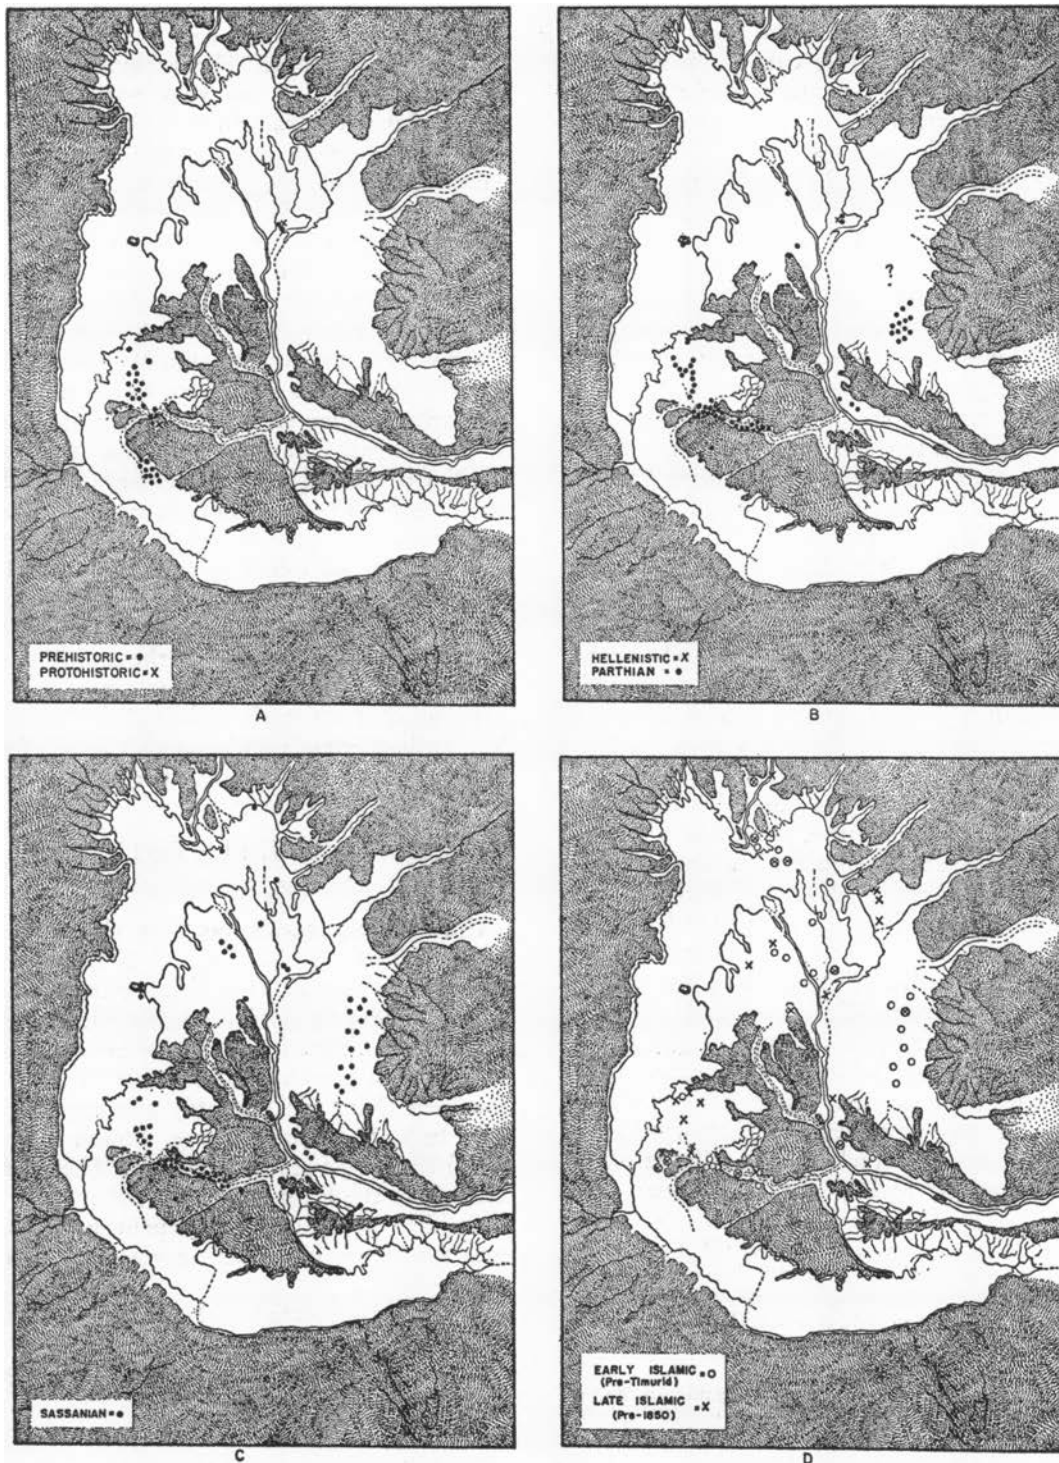 PREHISTORIC = ●
PROTOHISTORIC = X
A
?
HELLENISTIC = X
PARTHIAN = ●
B
SASSANIAN = ●
C
EARLY ISLAMIC = O
(Pre-Timurid)
LATE ISLAMIC = X
(Pre-1850)
D